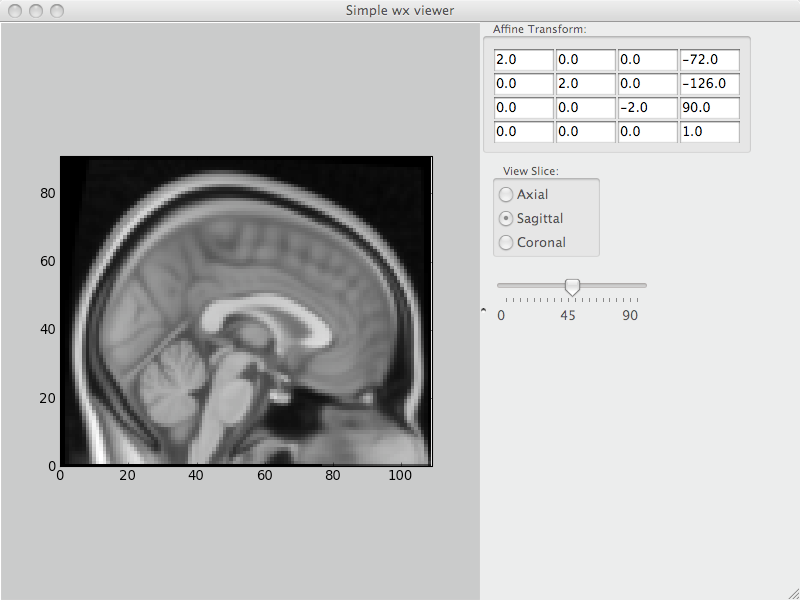 Simple wx viewer
Affine Transform:
2.0 0.0 0.0 -72.0
0.0 2.0 0.0 -126.0
0.0 0.0 -2.0 90.0
0.0 0.0 0.0 1.0
View Slice:
Axial
Sagittal
Coronal
0 45 90
80
60
40
20
0
0 20 40 60 80 100